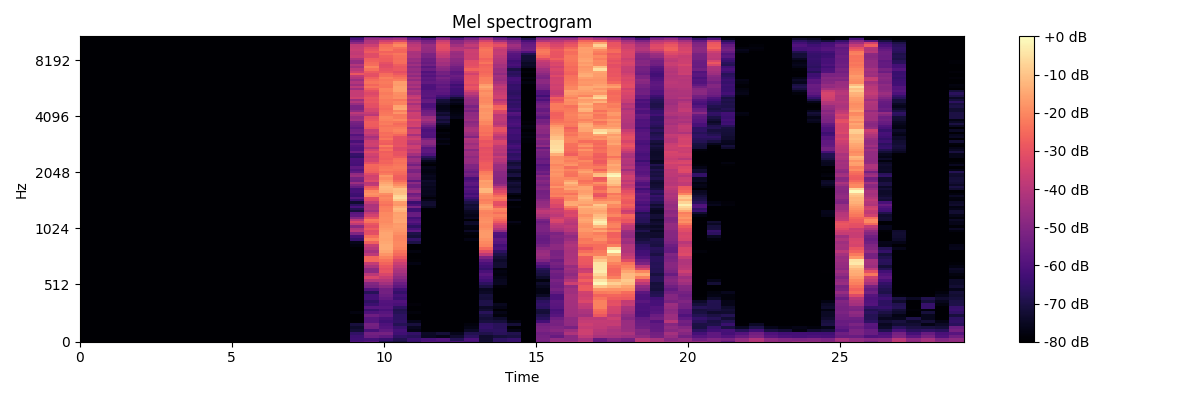 Mel spectrogram
8192
4096
2048
1024
512
0
Hz
0 5 10 15 20 25
Time
+0 dB
-10 dB
-20 dB
-30 dB
-40 dB
-50 dB
-60 dB
-70 dB
-80 dB